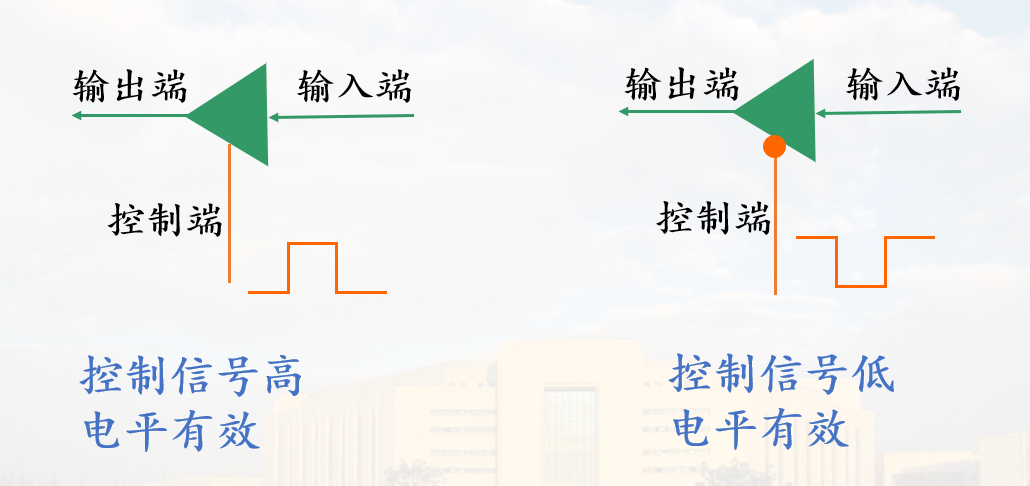 输出端
输入端
控制端
控制信号高
电平有效
输出端
输入端
控制端
控制信号低
电平有效